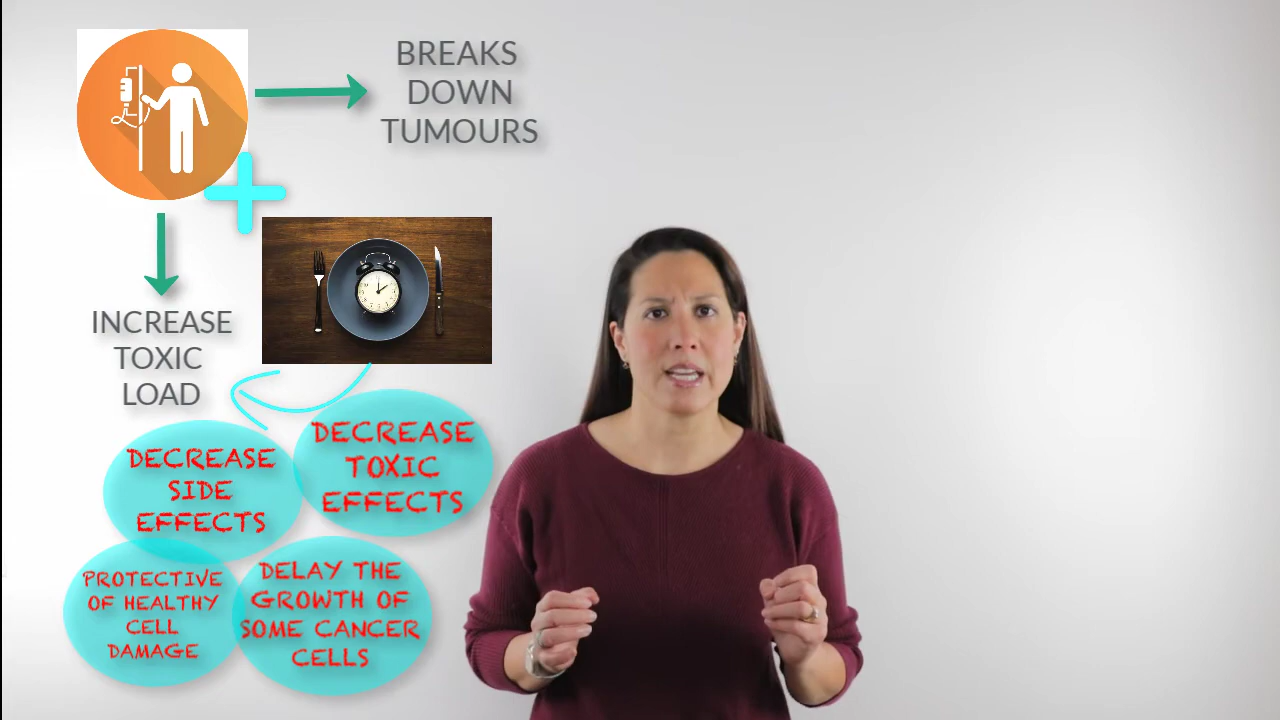 BREAKS
DOWN
TUMOURS
INCREASE
TOXIC
LOAD
DECREASE
TOXIC
EFFECTS
DECREASE
SIDE
EFFECTS
PROTECTIVE
OF HEALTHY
CELL
DAMAGE
DELAY THE
GROWTH OF
SOME CANCER
CELLS